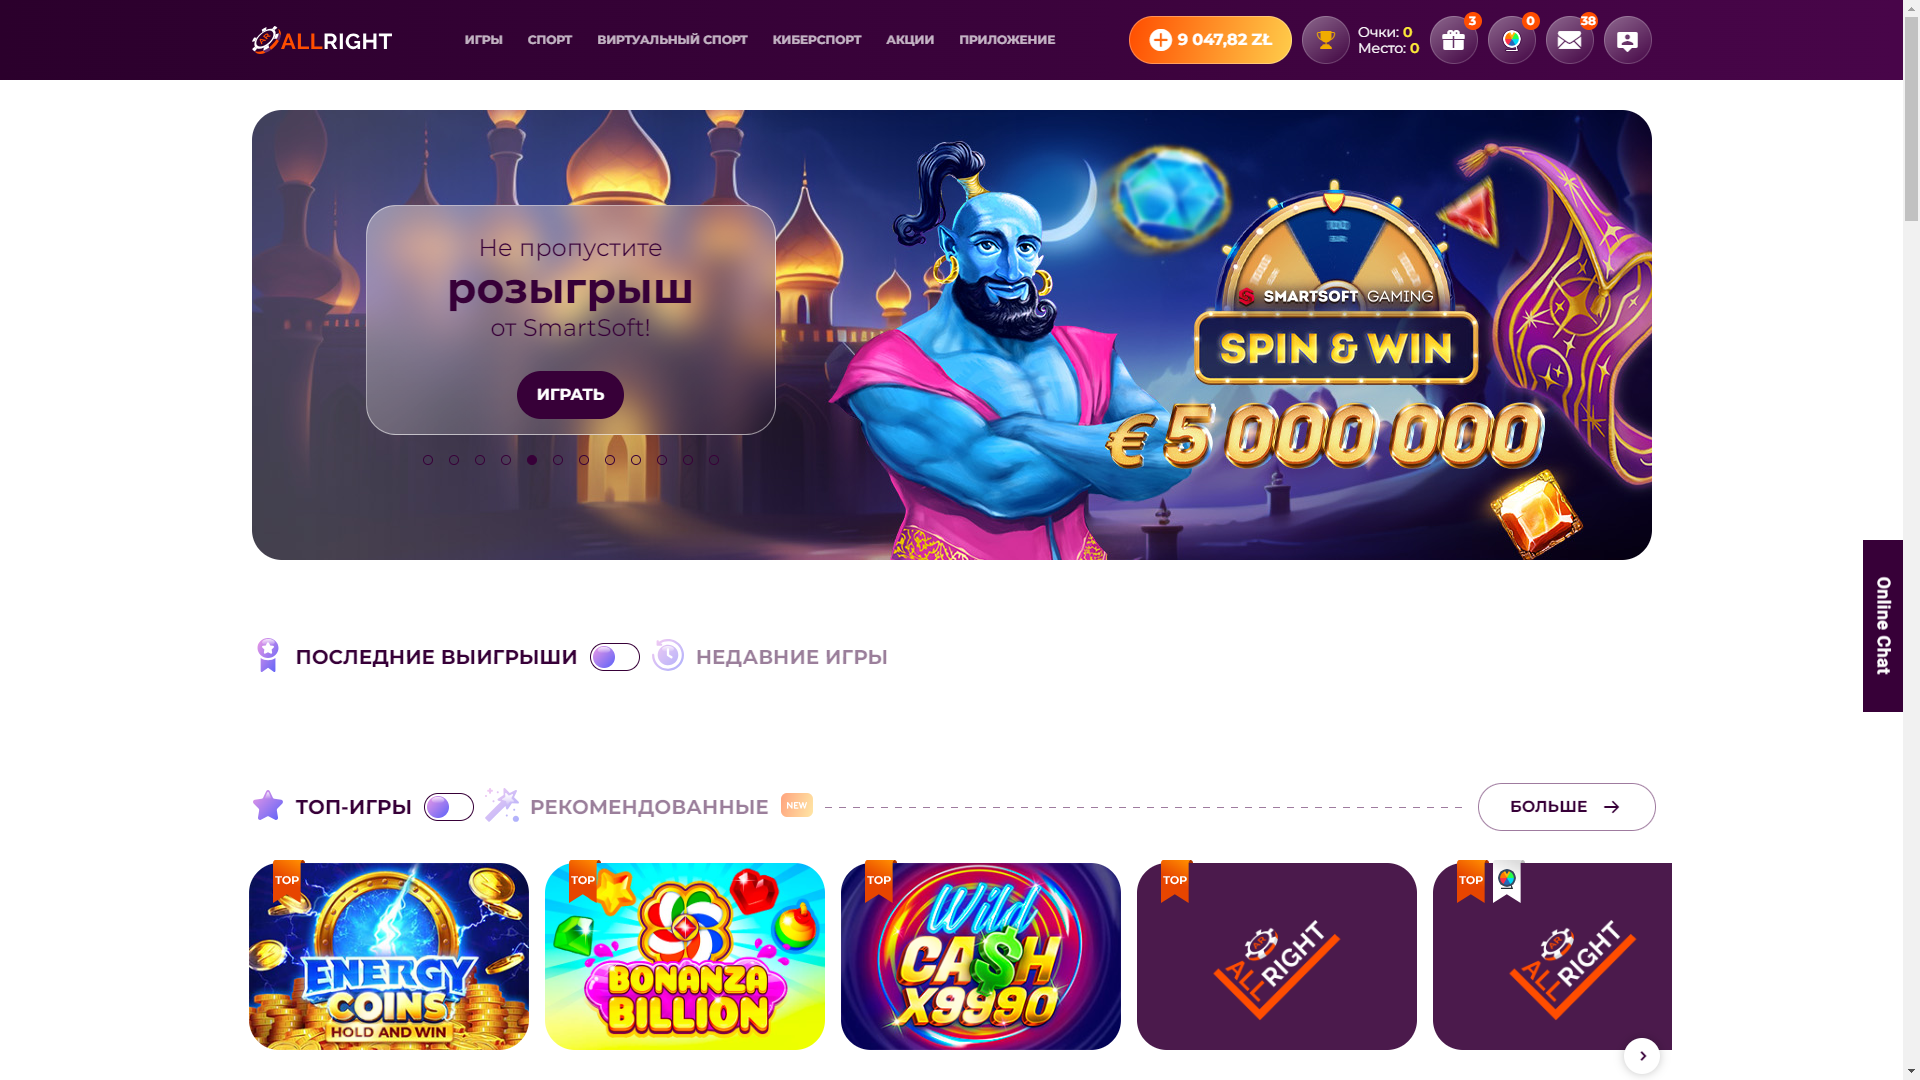 ALLRIGHT
ИГРЫ
СПОРТ
ВИРТУАЛЬНЫЙ СПОРТ
КИБЕРСПОРТ
АКЦИИ
ПРИЛОЖЕНИЕ
9 047,82 ZŁ
Очки: 0
Место: 0
3
0
38
Не пропустите
розыгрыш
от SmartSoft!
ИГРАТЬ
SMARTSOFT GAMING
SPIN & WIN
€ 5 000 000
Online Chat
ПОСЛЕДНИЕ ВЫИГРЫШИ
НЕДАВНИЕ ИГРЫ
ТОП-ИГРЫ
РЕКОМЕНДОВАННЫЕ
NEW
БОЛЬШЕ
TOP
ENERGY
COINS
HOLD AND WIN
TOP
BONANZA
BILLION
TOP
Wild
CA$H
X9990
TOP
AR
ALLRIGHT
TOP
AR
ALLRIGHT